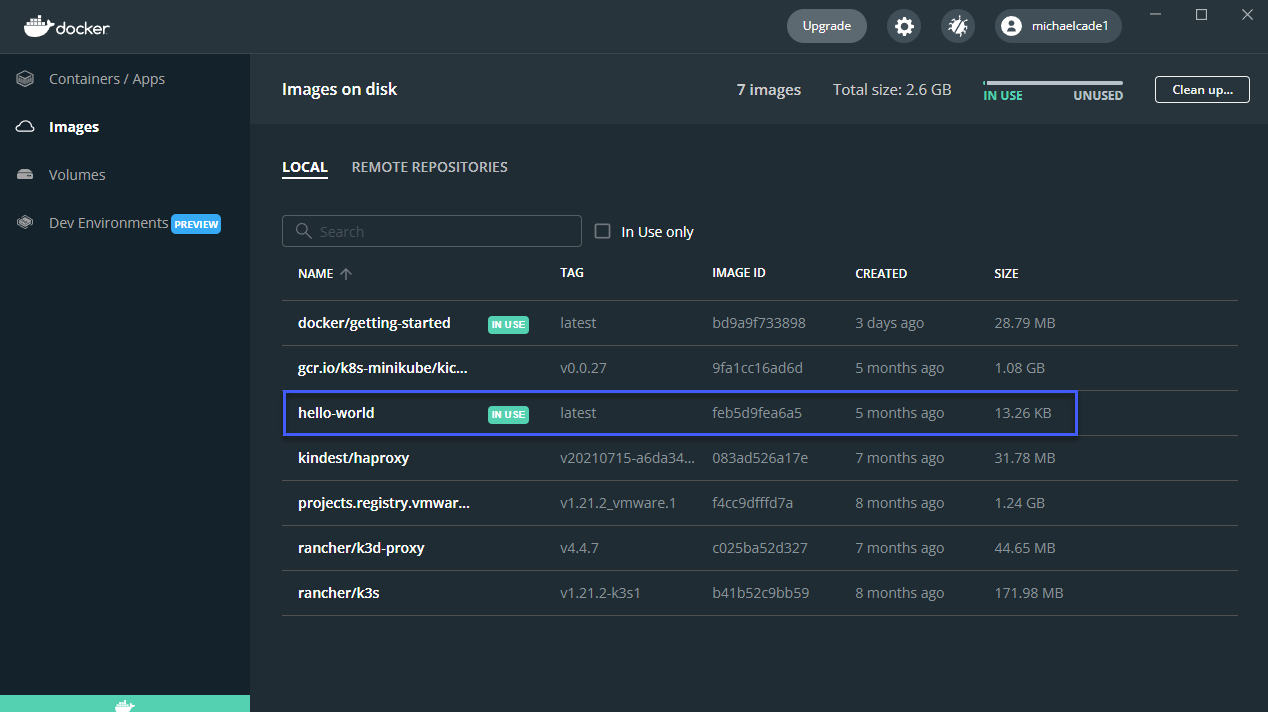 docker
Upgrade
michaelcade1
Containers / Apps
Images
Volumes
Dev Environments PREVIEW
Images on disk
7 images
Total size: 2.6 GB
IN USE
UNUSED
Clean up...
LOCAL
REMOTE REPOSITORIES
Search
In Use only
NAME TAG IMAGE ID CREATED SIZE
docker/getting-started IN USE latest bd9a9f733898 3 days ago 28.79 MB
gcr.io/k8s-minikube/kic... v0.0.27 9fa1cc16ad6d 5 months ago 1.08 GB
hello-world IN USE latest feb5d9fea6a5 5 months ago 13.26 KB
kindest/haproxy v20210715-a6da34... 083ad526a17e 7 months ago 31.78 MB
projects.registry.vmwar... v1.21.2_vmware.1 f4cc9dfffd7a 8 months ago 1.24 GB
rancher/k3d-proxy v4.4.7 c025ba52d327 7 months ago 44.65 MB
rancher/k3s v1.21.2-k3s1 b41b52c9bb59 8 months ago 171.98 MB